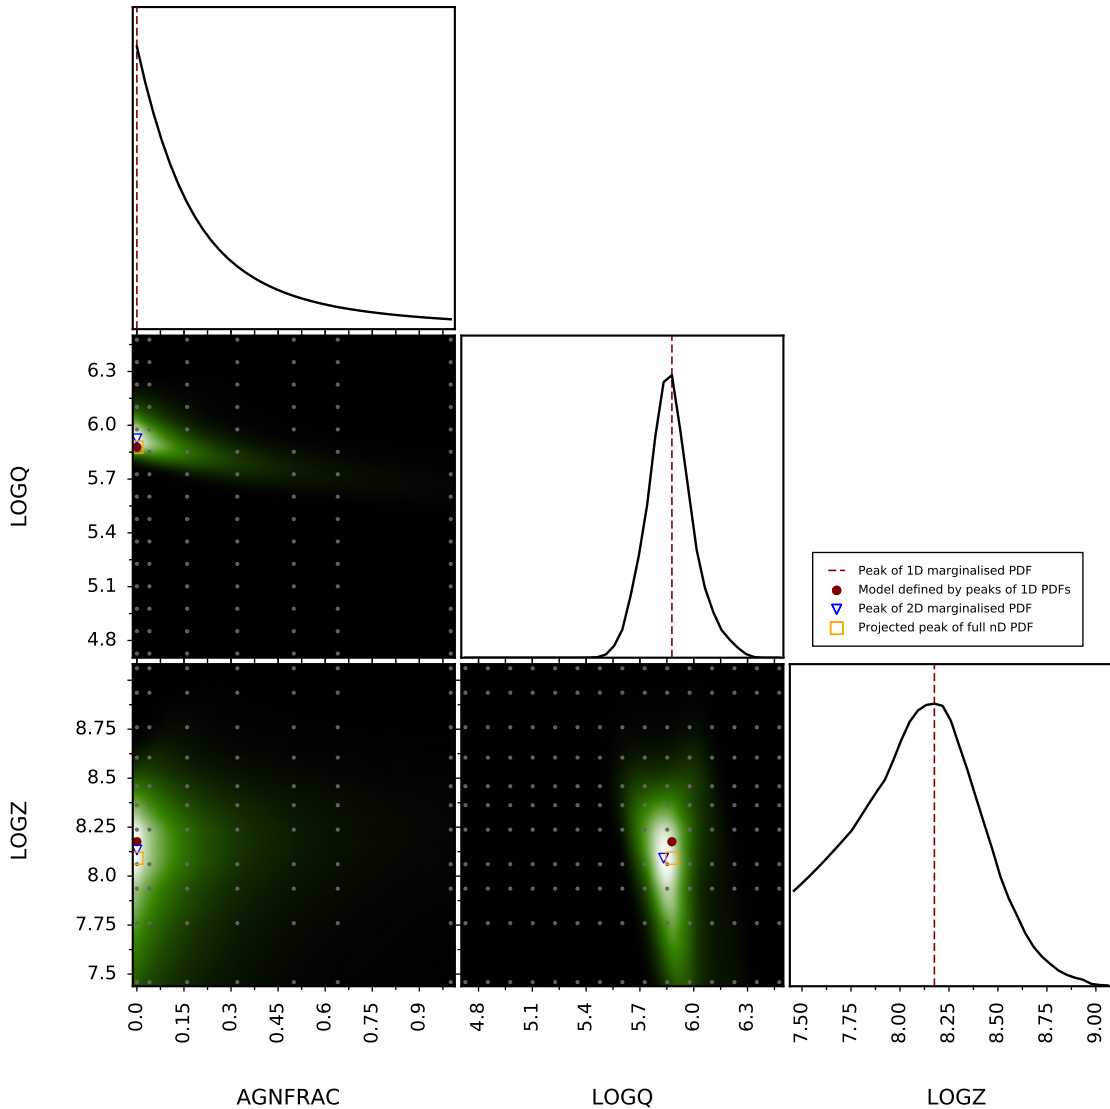 6.3
6.0
5.7
5.4
5.1
4.8
LOGQ
Peak of 1D marginalised PDF
Model defined by peaks of 1D PDFs
Peak of 2D marginalised PDF
Projected peak of full nD PDF
8.75
8.5
8.25
8.0
7.75
7.5
LOGZ
0.0 0.15 0.3 0.45 0.6 0.75 0.9
4.8 5.1 5.4 5.7 6.0 6.3
7.50 7.75 8.00 8.25 8.50 8.75 9.00
AGNFRAC LOGQ LOGZ